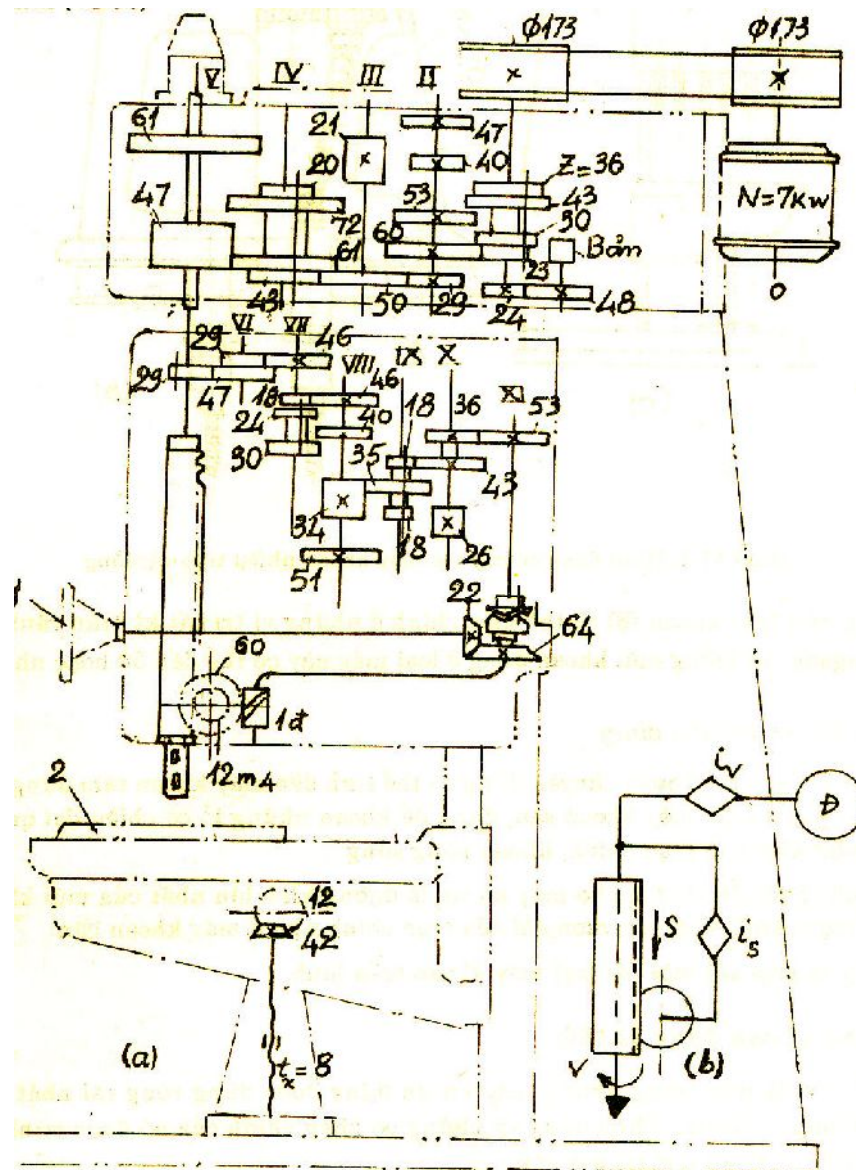 Φ173 Φ173
V IV III II
61 21 47
20 40 Z=36
47 53 43 N=7KW
72 60 30
61 23 Bơm
43 50 29 24 48
VI VII 46
29 VIII IX X XI
29 47 18 46 18 36 53
24 40
30 35 43
34 18 26
51 22
60 64
1đ
12m4
2 iv Đ
12 S is
42
(a) tx=8 V (b)